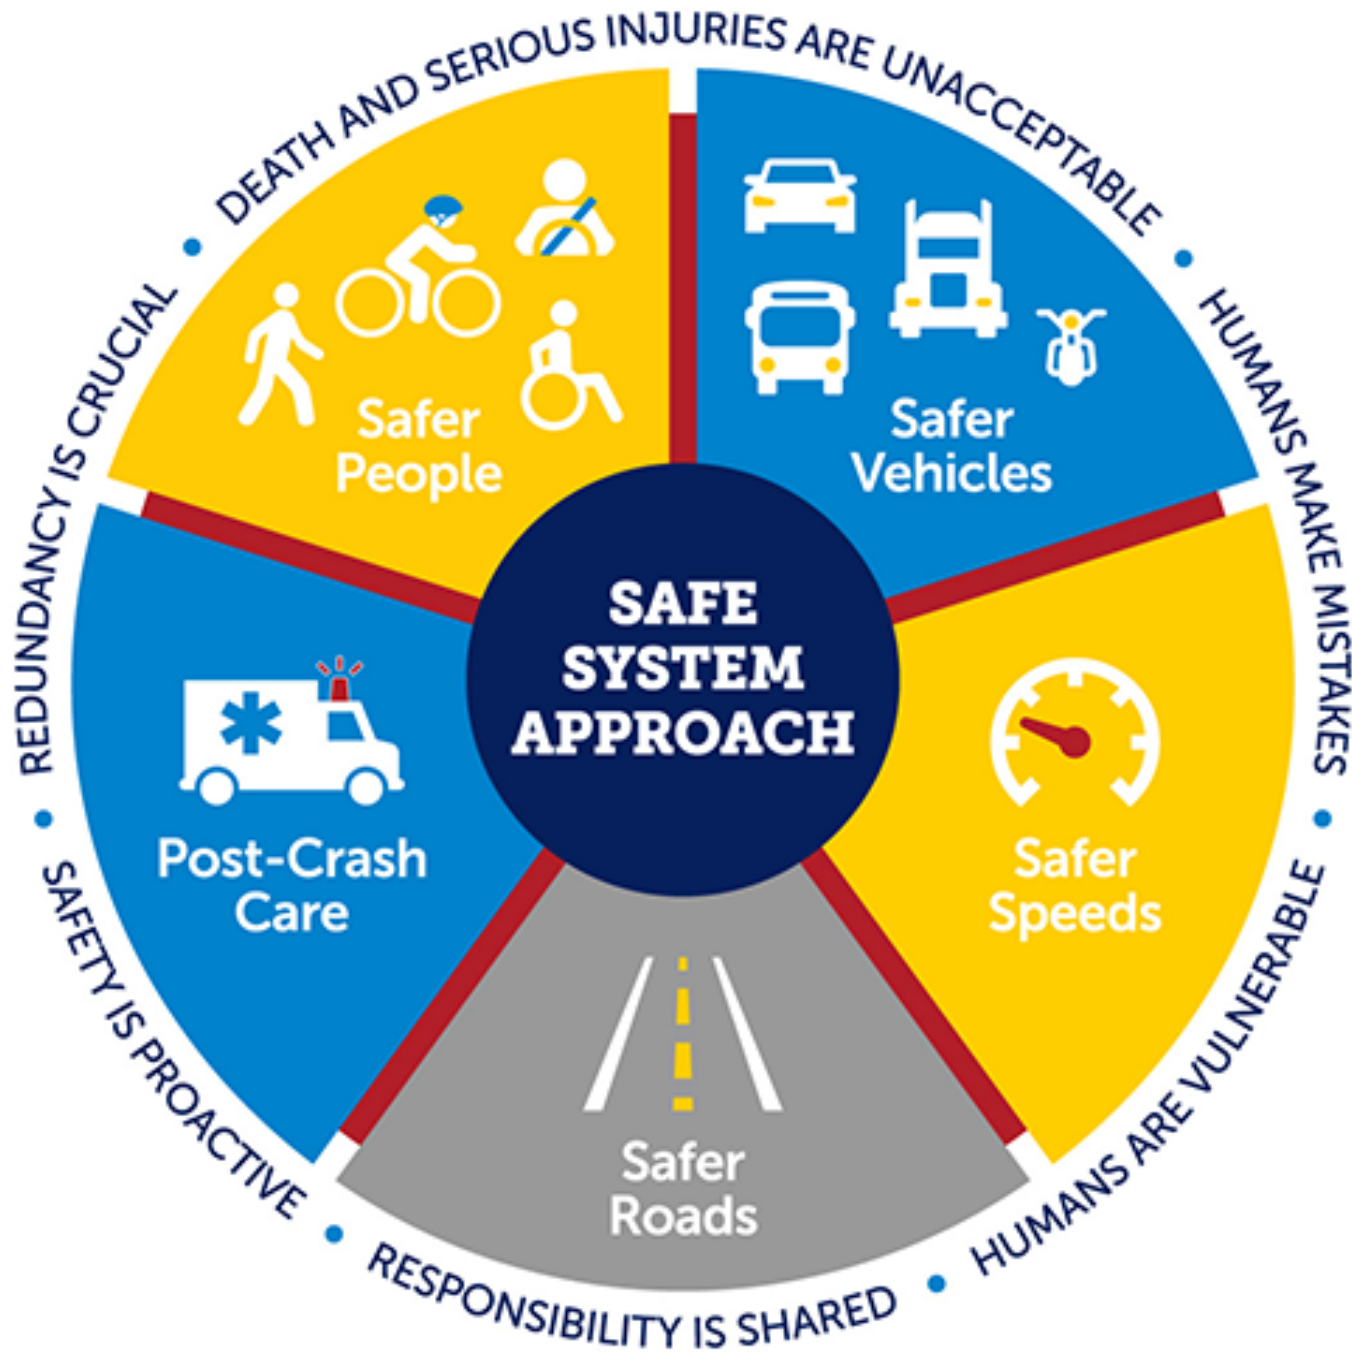 DEATH AND SERIOUS INJURIES ARE UNACCEPTABLE
HUMANS MAKE MISTAKES
HUMANS ARE VULNERABLE
RESPONSIBILITY IS SHARED
SAFETY IS PROACTIVE
REDUNDANCY IS CRUCIAL
Safer
People
Safer
Vehicles
SAFE
SYSTEM
APPROACH
Post-Crash
Care
Safer
Speeds
Safer
Roads